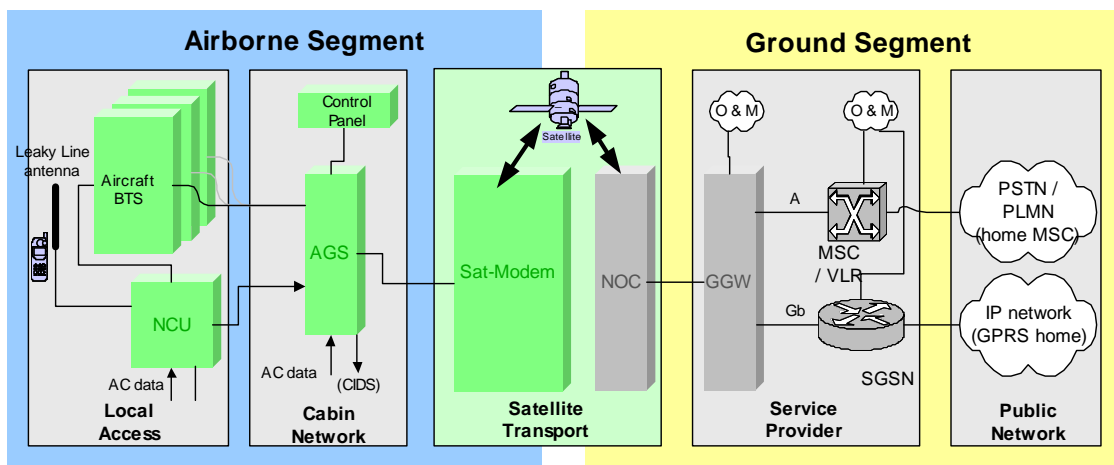 Airborne Segment
Ground Segment
Leaky Line
antenna
Aircraft
BTS
NCU
AC data
Local
Access
Control
Panel
AGS
AC data
(CIDS)
Cabin
Network
Satellite
Sat-Modem
NOC
Satellite
Transport
O & M
O & M
GGW
A
MSC
/ VLR
Gb
SGSN
Service
Provider
PSTN /
PLMN
(home MSC)
IP network
(GPRS home)
Public
Network